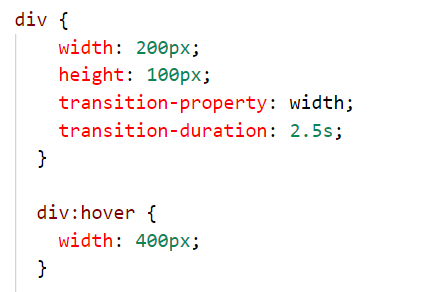 div {
width: 200px;
height: 100px;
transition-property: width;
transition-duration: 2.5s;
}
div:hover {
width: 400px;
}